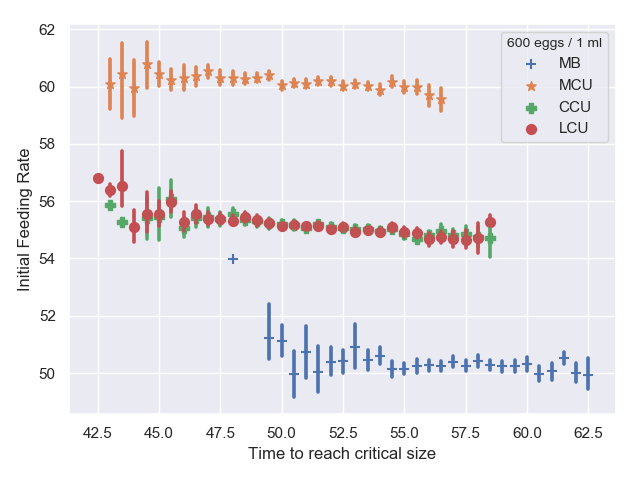 600 eggs / 1 ml
MB
MCU
CCU
LCU
Initial Feeding Rate
62
60
58
56
54
52
50
42.5 45.0 47.5 50.0 52.5 55.0 57.5 60.0 62.5
Time to reach critical size